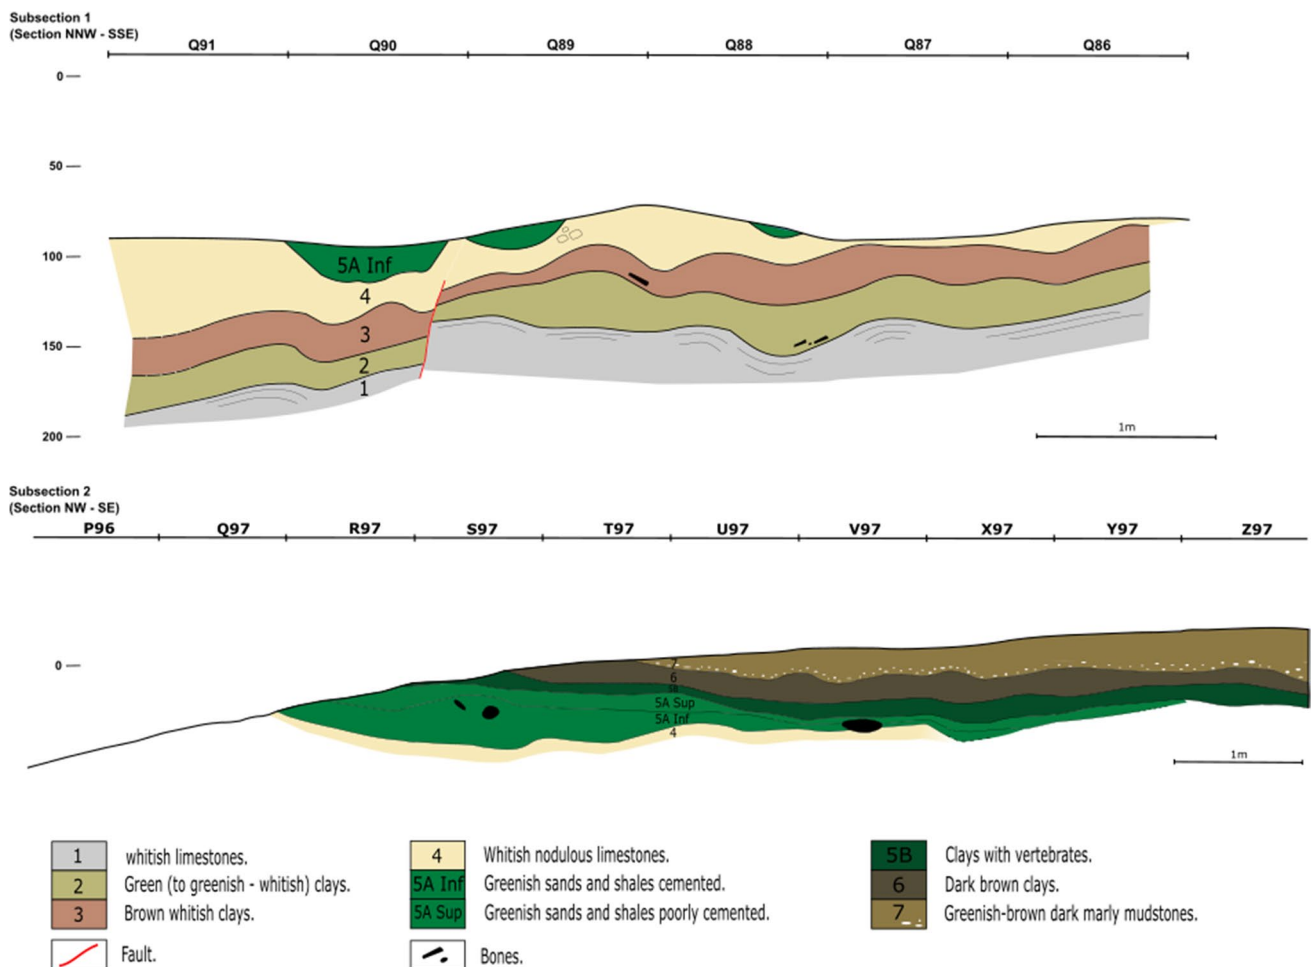 Subsection 1
(Section NNW - SSE)
Q91 Q90 Q89 Q88 Q87 Q86
0
50
100
150
200
5A Inf
4
3
2
1
1m
Subsection 2
(Section NW - SE)
P96 Q97 R97 S97 T97 U97 V97 X97 Y97 Z97
0
7
6
5B
5A Sup
5A Inf
4
1m
1 whitish limestones.
2 Green (to greenish - whitish) clays.
3 Brown whitish clays.
Fault.
4 Whitish nodulous limestones.
5A Inf Greenish sands and shales cemented.
5A Sup Greenish sands and shales poorly cemented.
Bones.
5B Clays with vertebrates.
6 Dark brown clays.
7 Greenish-brown dark marly mudstones.